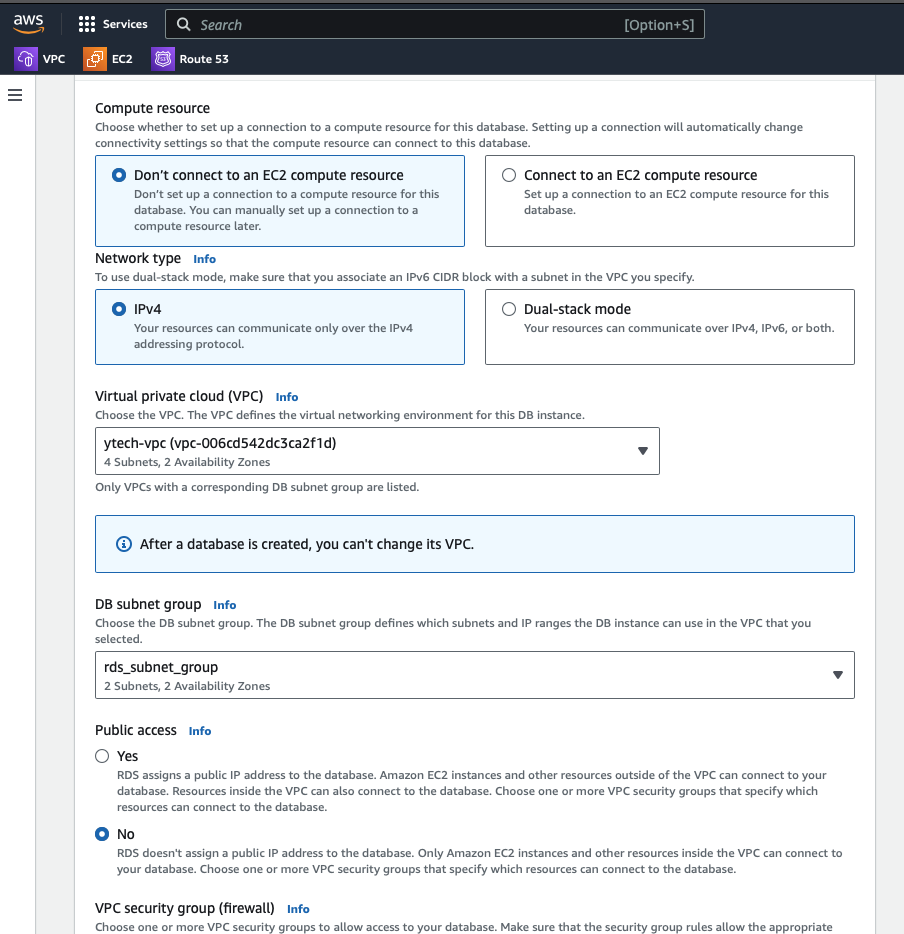 aws
Services
Search [Option+S]
VPC EC2 Route 53
Compute resource
Choose whether to set up a connection to a compute resource for this database. Setting up a connection will automatically change
connectivity settings so that the compute resource can connect to this database.
Don't connect to an EC2 compute resource
Don't set up a connection to a compute resource for this
database. You can manually set up a connection to a
compute resource later.
Connect to an EC2 compute resource
Set up a connection to an EC2 compute resource for this
database.
Network type Info
To use dual-stack mode, make sure that you associate an IPv6 CIDR block with a subnet in the VPC you specify.
IPv4
Your resources can communicate only over the IPv4
addressing protocol.
Dual-stack mode
Your resources can communicate over IPv4, IPv6, or both.
Virtual private cloud (VPC) Info
Choose the VPC. The VPC defines the virtual networking environment for this DB instance.
ytech-vpc (vpc-006cd542dc3ca2f1d)
4 Subnets, 2 Availability Zones
Only VPCs with a corresponding DB subnet group are listed.
After a database is created, you can't change its VPC.
DB subnet group Info
Choose the DB subnet group. The DB subnet group defines which subnets and IP ranges the DB instance can use in the VPC that you
selected.
rds_subnet_group
2 Subnets, 2 Availability Zones
Public access Info
Yes
RDS assigns a public IP address to the database. Amazon EC2 instances and other resources outside of the VPC can connect to your
database. Resources inside the VPC can also connect to the database. Choose one or more VPC security groups that specify which
resources can connect to the database.
No
RDS doesn't assign a public IP address to the database. Only Amazon EC2 instances and other resources inside the VPC can connect to
your database. Choose one or more VPC security groups that specify which resources can connect to the database.
VPC security group (firewall) Info
Choose one or more VPC security groups to allow access to your database. Make sure that the security group rules allow the appropriate